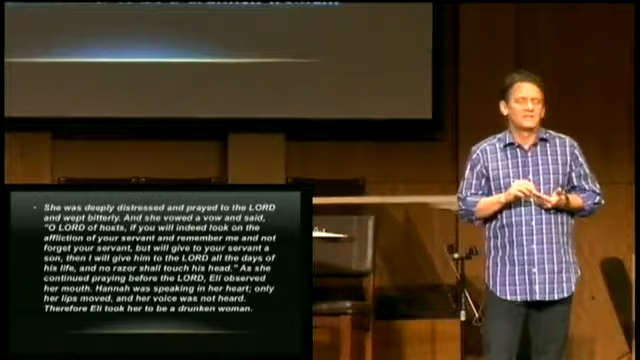 She was deeply distressed and prayed to the LORD
and wept bitterly. And she vowed a vow and said,
"O LORD of hosts, if you will indeed look on the
affliction of your servant and remember me and not
forget your servant, but will give to your servant a
son, then I will give him to the LORD all the days of
his life, and no razor shall touch his head." As she
continued praying before the LORD, Eli observed
her mouth. Hannah was speaking in her heart; only
her lips moved, and her voice was not heard.
Therefore Eli took her to be a drunken woman.